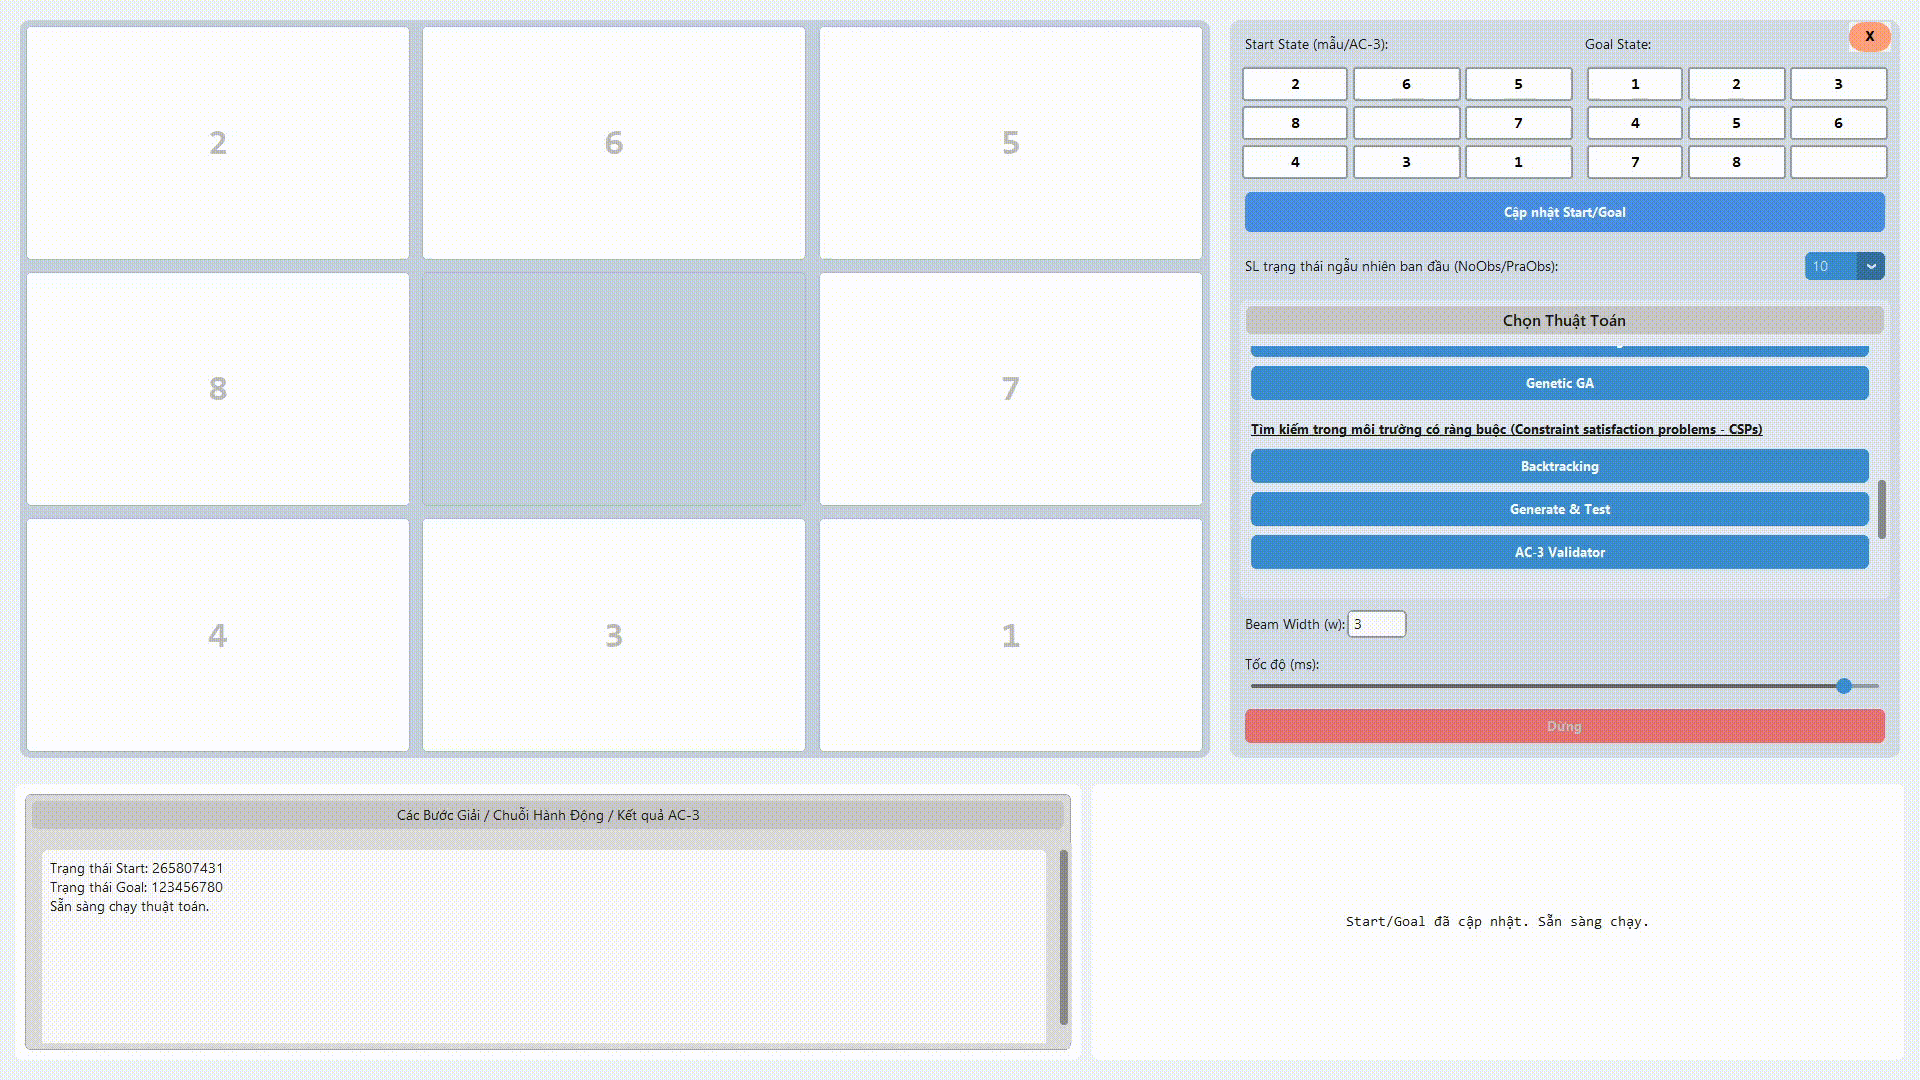 2 6 5
8 7
4 3 1
Start State (mẫu/AC-3): Goal State:
X
2 6 5 1 2 3
8 7 4 5 6
4 3 1 7 8
Cập nhật Start/Goal
SL trạng thái ngẫu nhiên ban đầu (NoObs/PraObs): 10
Chọn Thuật Toán
Genetic GA
Tìm kiếm trong môi trường có ràng buộc (Constraint satisfaction problems - CSPs)
Backtracking
Generate & Test
AC-3 Validator
Beam Width (w): 3
Tốc độ (ms):
Dừng
Các Bước Giải / Chuỗi Hành Động / Kết quả AC-3
Trạng thái Start: 265807431
Trạng thái Goal: 123456780
Sẵn sàng chạy thuật toán.
Start/Goal đã cập nhật. Sẵn sàng chạy.